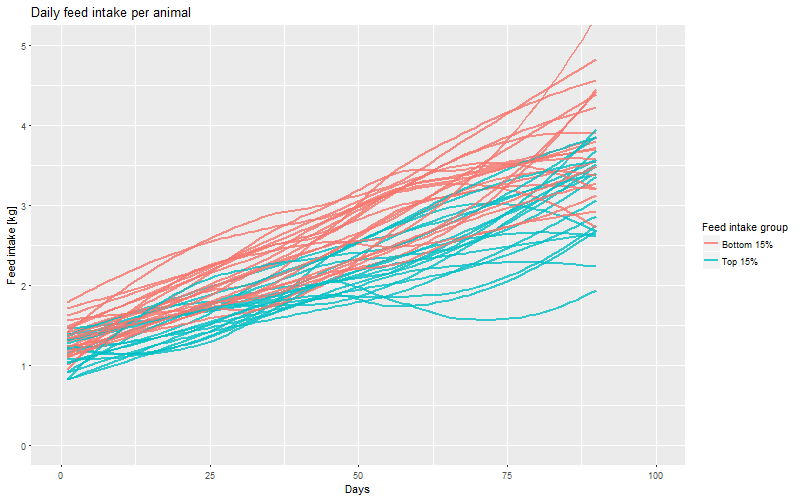 Daily feed intake per animal
Feed intake [kg]
5
4
3
2
1
0
0
25
50
75
100
Days
Feed intake group
Bottom 15%
Top 15%